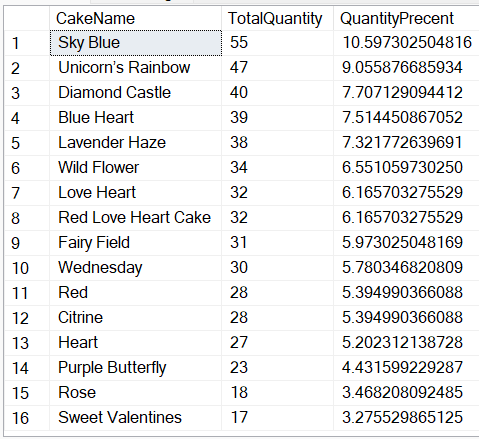 CakeName TotalQuantity QuantityPrecent
1 Sky Blue 55 10.597302504816
2 Unicorn’s Rainbow 47 9.055876685934
3 Diamond Castle 40 7.707129094412
4 Blue Heart 39 7.514450867052
5 Lavender Haze 38 7.321772639691
6 Wild Flower 34 6.551059730250
7 Love Heart 32 6.165703275529
8 Red Love Heart Cake 32 6.165703275529
9 Fairy Field 31 5.973025048169
10 Wednesday 30 5.780346820809
11 Red 28 5.394990366088
12 Citrine 28 5.394990366088
13 Heart 27 5.202312138728
14 Purple Butterfly 23 4.431599229287
15 Rose 18 3.468208092485
16 Sweet Valentines 17 3.275529865125